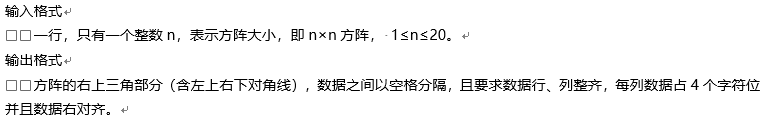 输入格式
□□一行，只有一个整数 n，表示方阵大小，即 n×n 方阵， 1≤n≤20。
输出格式
□□方阵的右上三角部分（含左上右下对角线），数据之间以空格分隔，且要求数据行、列整齐，每列数据占 4 个字符位
并且数据右对齐。